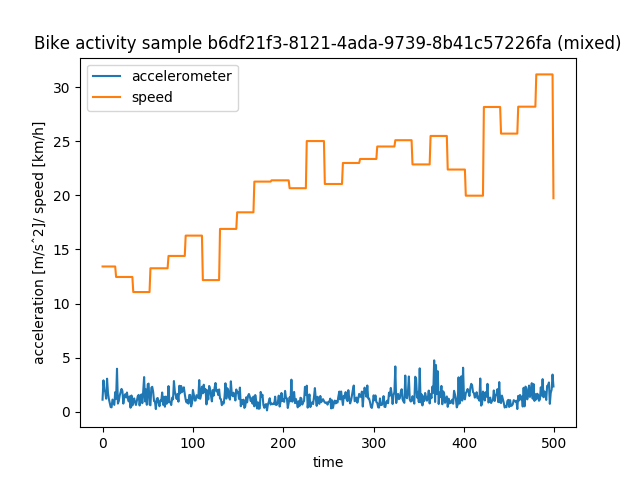 Bike activity sample b6df21f3-8121-4ada-9739-8b41c57226fa (mixed)
accelerometer
speed
acceleration [m/s^2]/ speed [km/h]
30
25
20
15
10
5
0
0 100 200 300 400 500
time